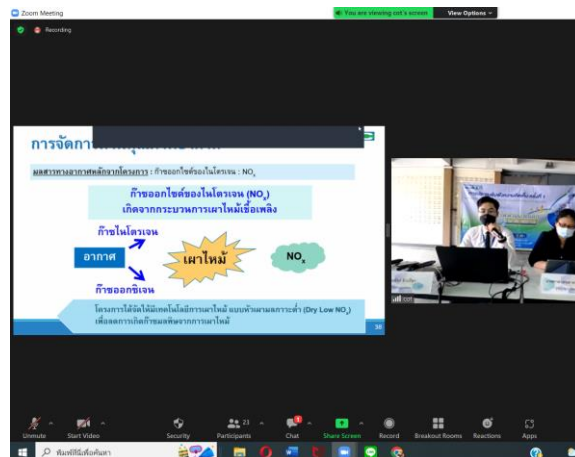 Zoom Meeting
You are viewing cnt's screen
View Options
Recording
การจัดกา
มลสารทางอากาศหลักจากโครงการ : ก๊าซออกไซด์ของไนโตรเจน : NOx
ก๊าซออกไซด์ของไนโตรเจน (NOx)
เกิดจากกระบวนการเผาไหม้เชื้อเพลิง
ก๊าซไนโตรเจน
อากาศ
เผาไหม้
NOx
ก๊าซออกซิเจน
โครงการได้จัดให้มีเทคโนโลยีการเผาไหม้ แบบหัวเผามลภาวะต่ำ (Dry Low NOx)
เพื่อลดการเกิดก๊าซมลพิษจากการเผาไหม้
38
cnt
Unmute
Start Video
Security
Participants
21
Chat
1
Share Screen
Record
Breakout Rooms
Reactions
Apps
พิมพ์ที่นี่เพื่อค้นหา